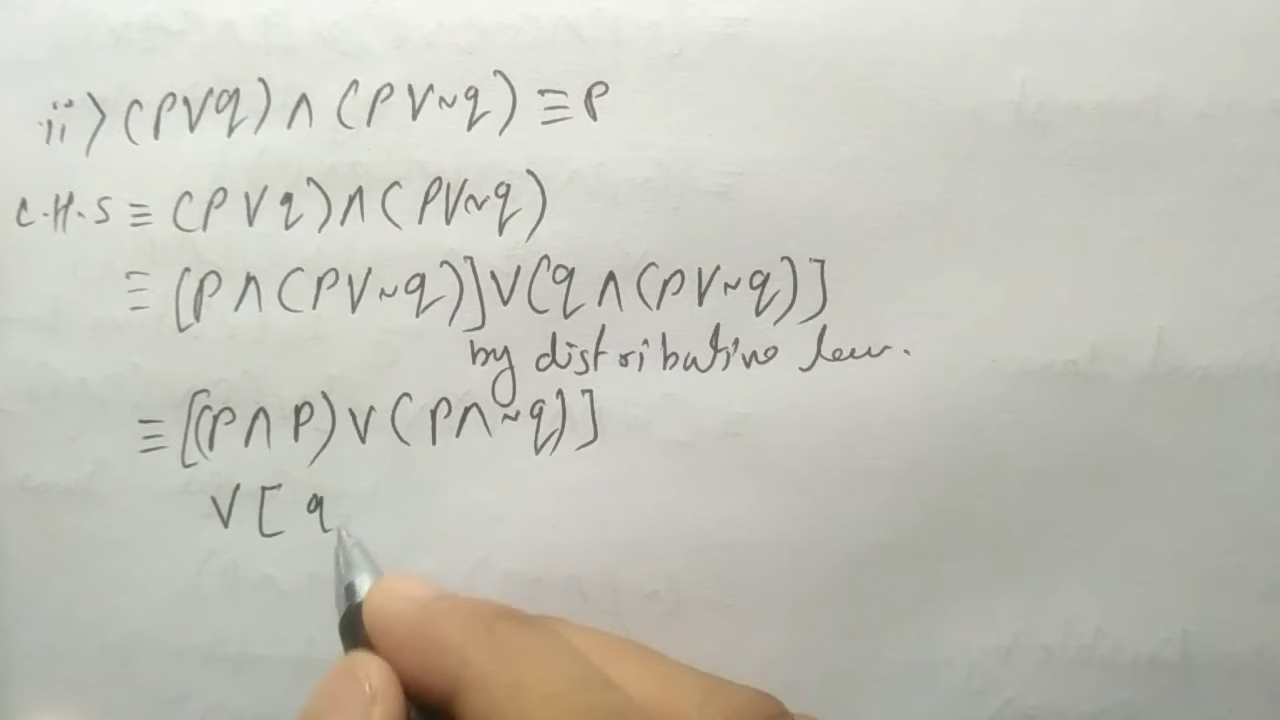 ii) (P∨q)∧(P∨~q)≡P
L.H.S ≡ (P∨q)∧(P∨~q)
≡ [P∧(P∨~q)]∨[q∧(P∨~q)]
by distributive law.
≡ [(P∧P)∨(P∧~q)]
∨[q